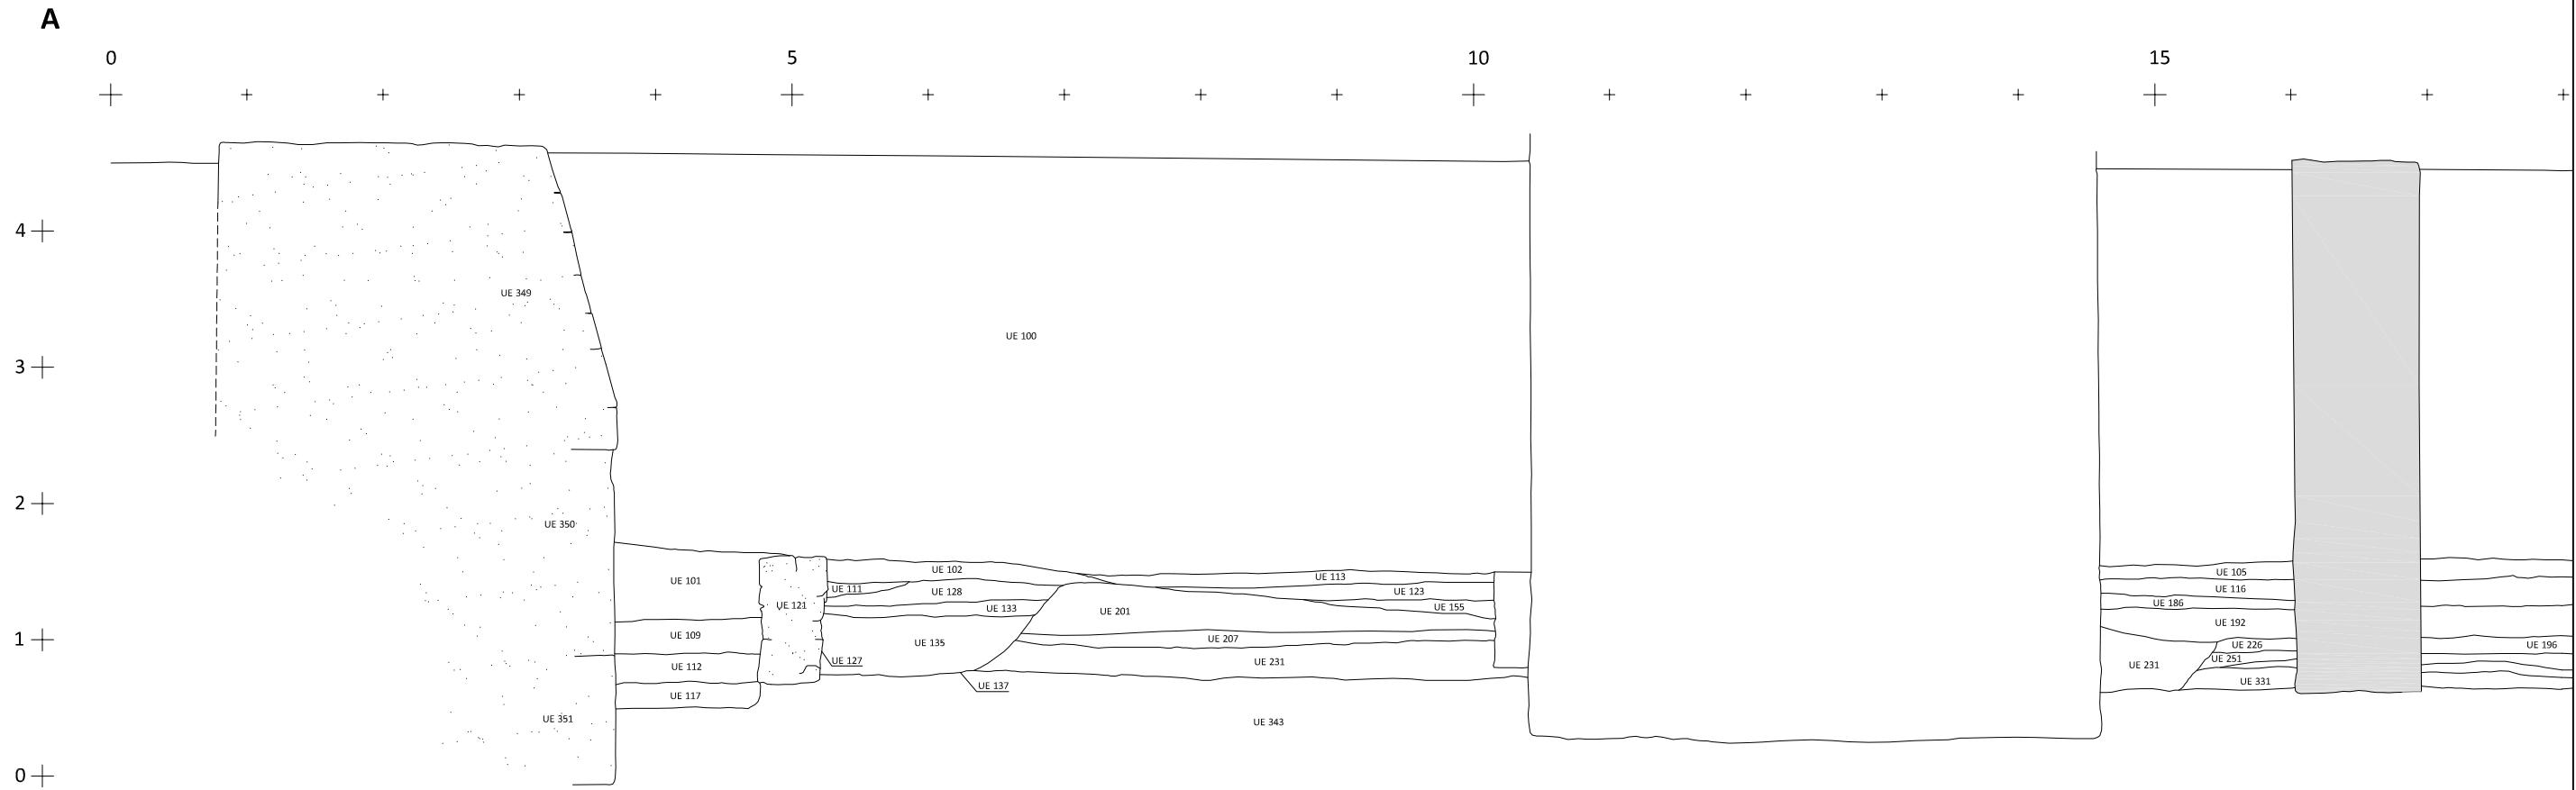 A
0 5 10 15
4
UE 349
3
UE 100
2
UE 350
UE 101
UE 102
UE 113
UE 105
UE 111
UE 128
UE 123
UE 116
UE 121
UE 133
UE 201
UE 155
UE 186
1
UE 109
UE 135
UE 207
UE 192
UE 226
UE 196
UE 112
UE 127
UE 231
UE 231
UE 251
UE 117
UE 137
UE 331
UE 351
UE 343
0